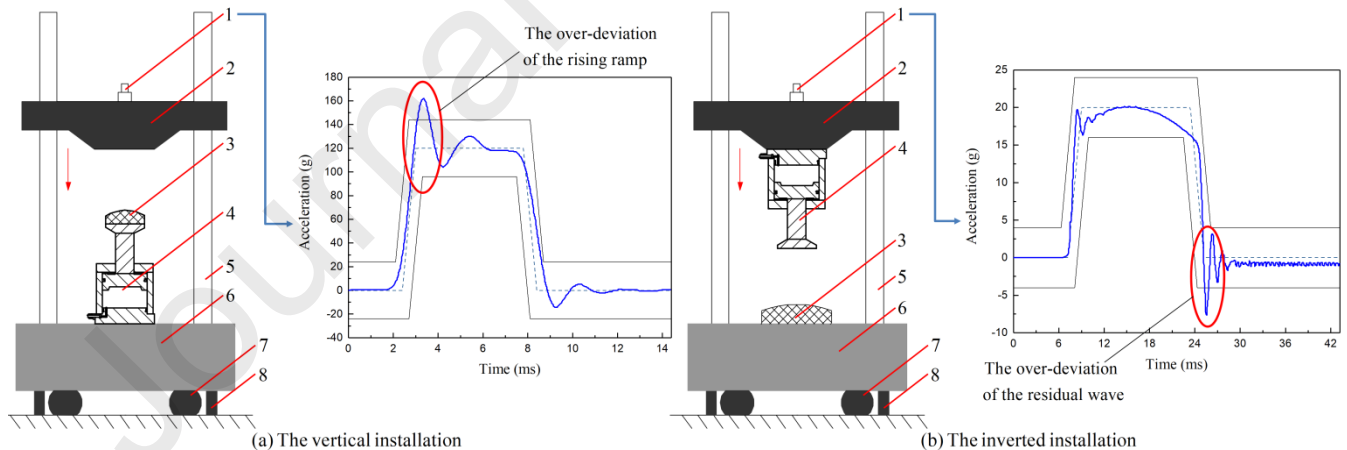 1
2
3
4
5
6
7
8
The over-deviation
of the rising ramp
Acceleration (g)
180
160
140
120
100
80
60
40
20
0
-20
-40
0 2 4 6 8 10 12 14
Time (ms)
(a) The vertical installation
1
2
4
3
5
6
7
8
Acceleration (g)
25
20
15
10
5
0
-5
-10
0 6 12 18 24 30 36 42
Time (ms)
The over-deviation
of the residual wave
(b) The inverted installation
Journal